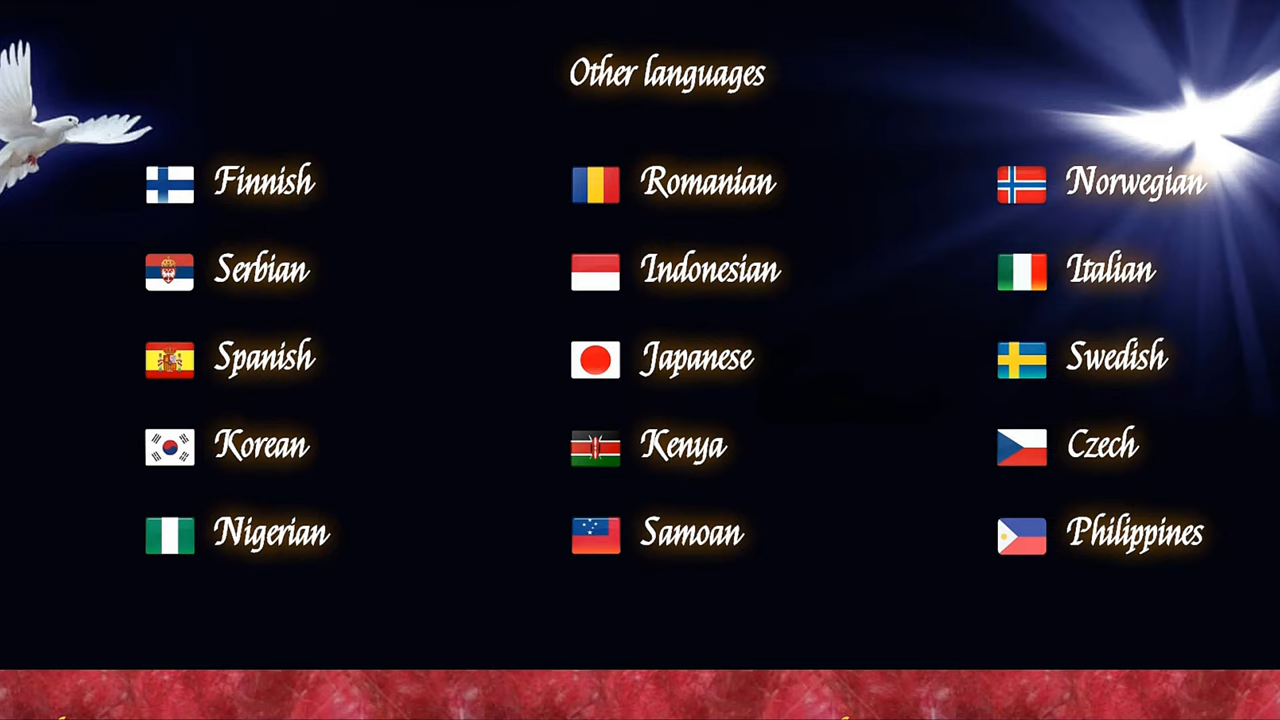 Other languages
Finnish
Romanian
Norwegian
Serbian
Indonesian
Italian
Spanish
Japanese
Swedish
Korean
Kenya
Czech
Nigerian
Samoan
Philippines